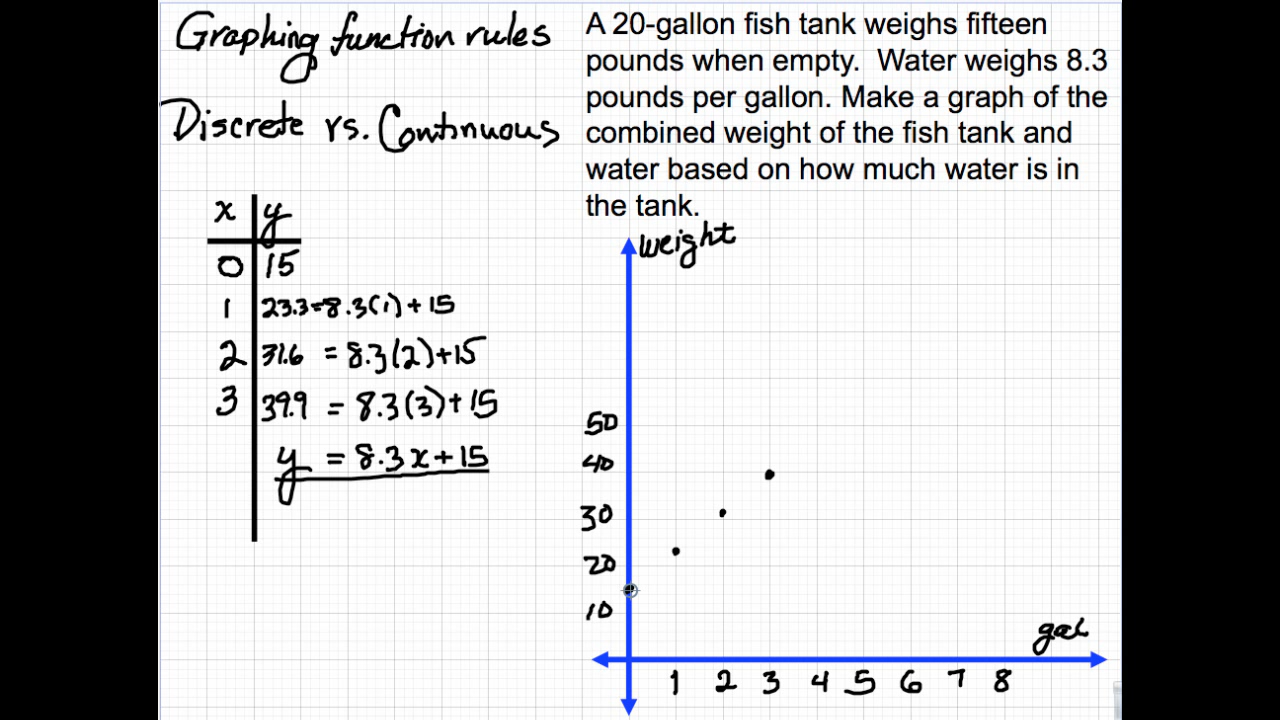 Graphing function rules
Discrete vs. Continuous
A 20-gallon fish tank weighs fifteen
pounds when empty.  Water weighs 8.3
pounds per gallon. Make a graph of the
combined weight of the fish tank and
water based on how much water is in
the tank.
x y
0 15
1 23.3=8.3(1)+15
2 31.6 = 8.3(2)+15
3 39.9 = 8.3(3)+15
y = 8.3x+15
weight
50
40
30
20
10
gal
1 2 3 4 5 6 7 8